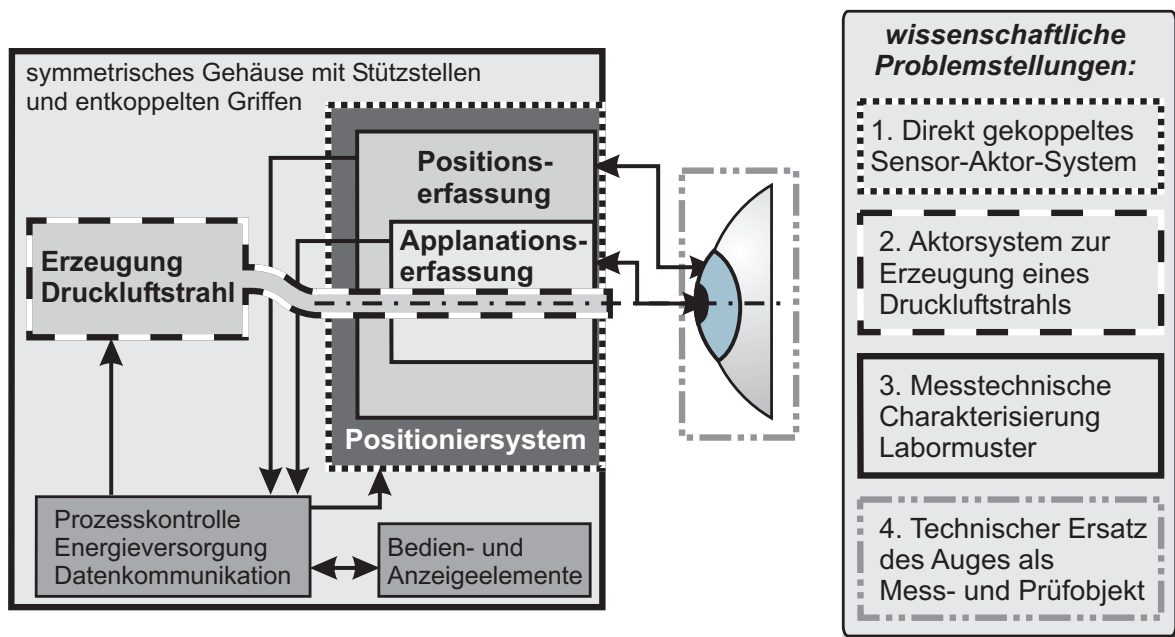 symmetrisches Gehäuse mit Stützstellen
und entkoppelten Griffen
Positions-
erfassung
Applanations-
erfassung
Erzeugung
Druckluftstrahl
Positioniersystem
Prozesskontrolle
Energieversorgung
Datenkommunikation
Bedien- und
Anzeigeelemente
wissenschaftliche
Problemstellungen:
1. Direkt gekoppeltes
Sensor-Aktor-System
2. Aktorsystem zur
Erzeugung eines
Druckluftstrahls
3. Messtechnische
Charakterisierung
Labormuster
4. Technischer Ersatz
des Auges als
Mess- und Prüfobjekt